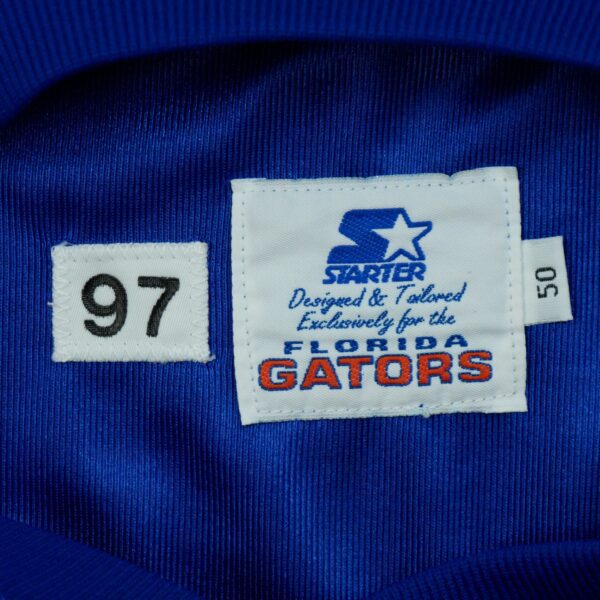 97
STARTER
Designed & Tailored
Exclusively for the
FLORIDA
GATORS
50